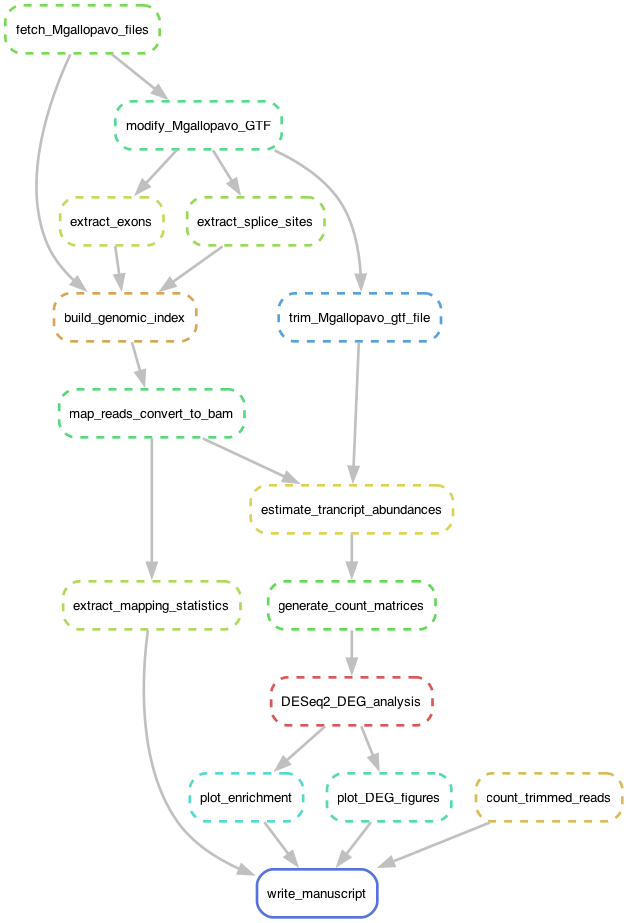 fetch_Mgallopavo_files
modify_Mgallopavo_GTF
extract_exons
extract_splice_sites
build_genomic_index
trim_Mgallopavo_gtf_file
map_reads_convert_to_bam
estimate_trancript_abundances
extract_mapping_statistics
generate_count_matrices
DESeq2_DEG_analysis
plot_enrichment
plot_DEG_figures
count_trimmed_reads
write_manuscript